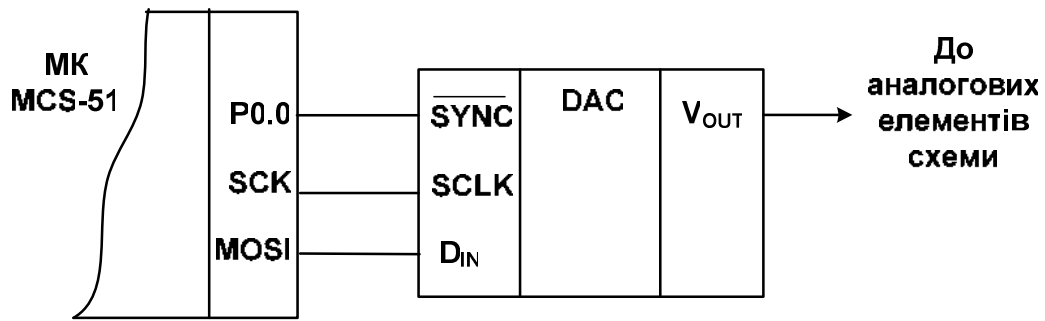 МК
MCS-51
P0.0
SCK
MOSI
SYNC
SCLK
DIN
DAC
VOUT
До
аналогових
елементів
схеми